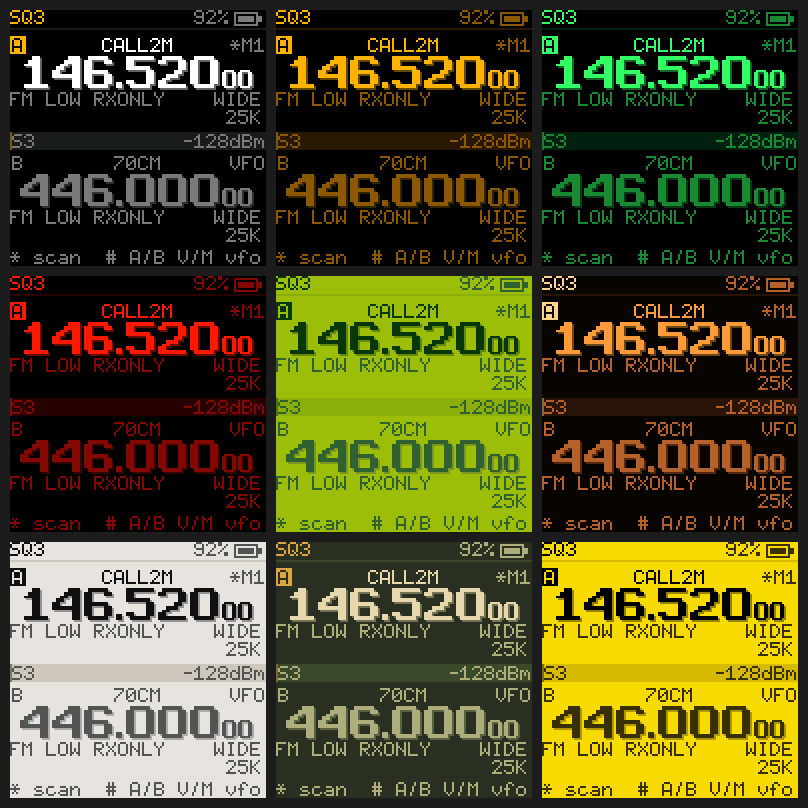 SQ3 92%
A CALL2M *M1
146.52000
FM LOW RXONLY WIDE
25K
S3 -128dBm
B 70CM VFO
446.00000
FM LOW RXONLY WIDE
25K
* scan # A/B V/M vfo
SQ3 92%
A CALL2M *M1
146.52000
FM LOW RXONLY WIDE
25K
S3 -128dBm
B 70CM VFO
446.00000
FM LOW RXONLY WIDE
25K
* scan # A/B V/M vfo
SQ3 92%
A CALL2M *M1
146.52000
FM LOW RXONLY WIDE
25K
S3 -128dBm
B 70CM VFO
446.00000
FM LOW RXONLY WIDE
25K
* scan # A/B V/M vfo
SQ3 92%
A CALL2M *M1
146.52000
FM LOW RXONLY WIDE
25K
S3 -128dBm
B 70CM VFO
446.00000
FM LOW RXONLY WIDE
25K
* scan # A/B V/M vfo
SQ3 92%
A CALL2M *M1
146.52000
FM LOW RXONLY WIDE
25K
S3 -128dBm
B 70CM VFO
446.00000
FM LOW RXONLY WIDE
25K
* scan # A/B V/M vfo
SQ3 92%
A CALL2M *M1
146.52000
FM LOW RXONLY WIDE
25K
S3 -128dBm
B 70CM VFO
446.00000
FM LOW RXONLY WIDE
25K
* scan # A/B V/M vfo
SQ3 92%
A CALL2M *M1
146.52000
FM LOW RXONLY WIDE
25K
S3 -128dBm
B 70CM VFO
446.00000
FM LOW RXONLY WIDE
25K
* scan # A/B V/M vfo
SQ3 92%
A CALL2M *M1
146.52000
FM LOW RXONLY WIDE
25K
S3 -128dBm
B 70CM VFO
446.00000
FM LOW RXONLY WIDE
25K
* scan # A/B V/M vfo
SQ3 92%
A CALL2M *M1
146.52000
FM LOW RXONLY WIDE
25K
S3 -128dBm
B 70CM VFO
446.00000
FM LOW RXONLY WIDE
25K
* scan # A/B V/M vfo